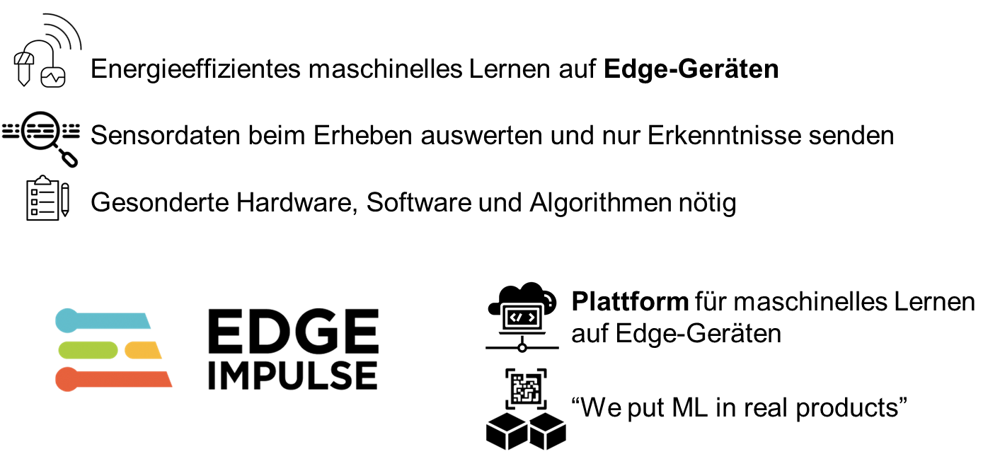 Energieeffizientes maschinelles Lernen auf Edge-Geräten
Sensordaten beim Erheben auswerten und nur Erkenntnisse senden
Gesonderte Hardware, Software und Algorithmen nötig
EDGE
IMPULSE
Plattform für maschinelles Lernen
auf Edge-Geräten
“We put ML in real products”